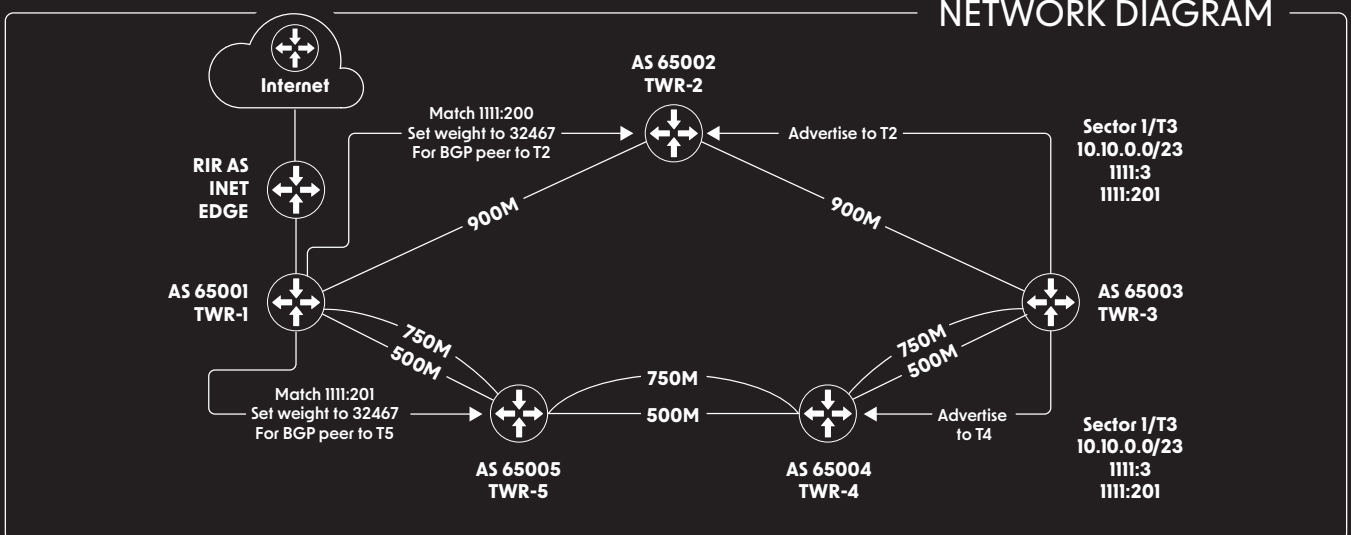 NETWORK DIAGRAM
Internet
AS 65002
TWR-2
Match 1111:200
Set weight to 32467
For BGP peer to T2
Advertise to T2
Sector 1/T3
10.10.0.0/23
1111:3
1111:201
RIR AS
INET
EDGE
900M
900M
AS 65001
TWR-1
AS 65003
TWR-3
750M
500M
750M
500M
750M
500M
Match 1111:201
Set weight to 32467
For BGP peer to T5
Advertise
to T4
Sector 1/T3
10.10.0.0/23
1111:3
1111:201
AS 65005
TWR-5
AS 65004
TWR-4